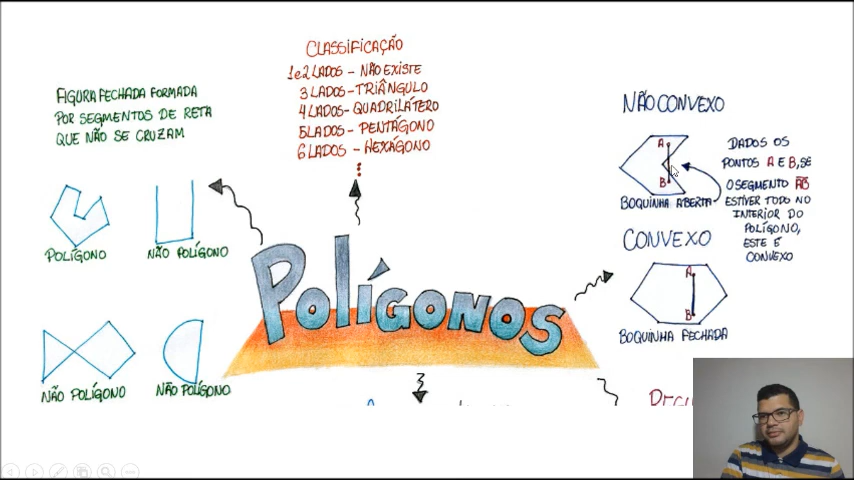 CLASSIFICAÇÃO
1e2 LADOS - NÃO EXISTE
3 LADOS - TRIÂNGULO
4 LADOS - QUADRILÁTERO
5 LADOS - PENTÁGONO
6 LADOS - HEXÁGONO
FIGURA FECHADA FORMADA
POR SEGMENTOS DE RETA
QUE NÃO SE CRUZAM
POLÍGONO
NÃO POLÍGONO
NÃO POLÍGONO
NÃO POLÍGONO
POLÍGONOS
NÃO CONVEXO
A
B
BOQUINHA ABERTA
DADOS OS
PONTOS A E B, SE
O SEGMENTO AB
ESTIVER TODO NO
INTERIOR DO
POLÍGONO,
ESTE É
CONVEXO
CONVEXO
A
B
BOQUINHA FECHADA